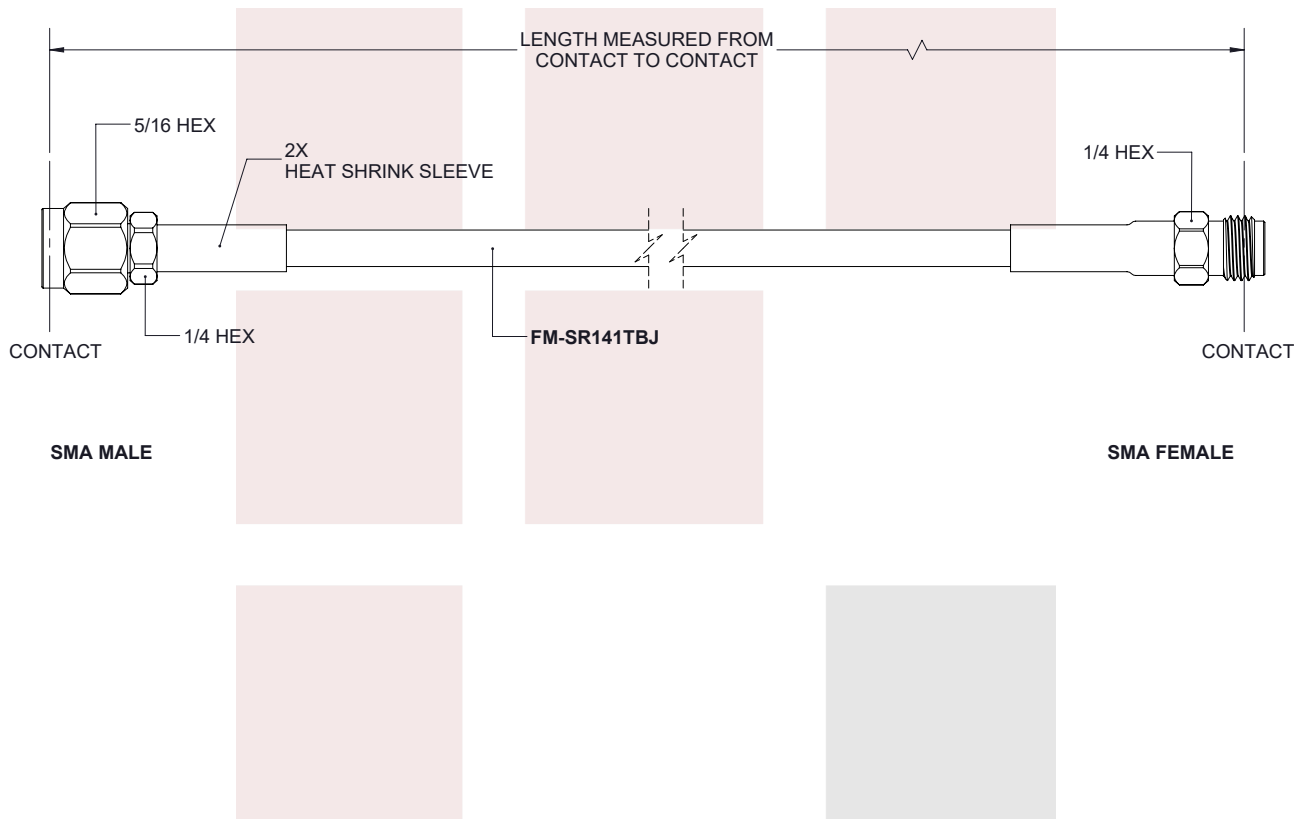 LENGTH MEASURED FROM
CONTACT TO CONTACT
5/16 HEX
2X
HEAT SHRINK SLEEVE
1/4 HEX
1/4 HEX
FM-SR141TBJ
CONTACT
CONTACT
SMA MALE
SMA FEMALE